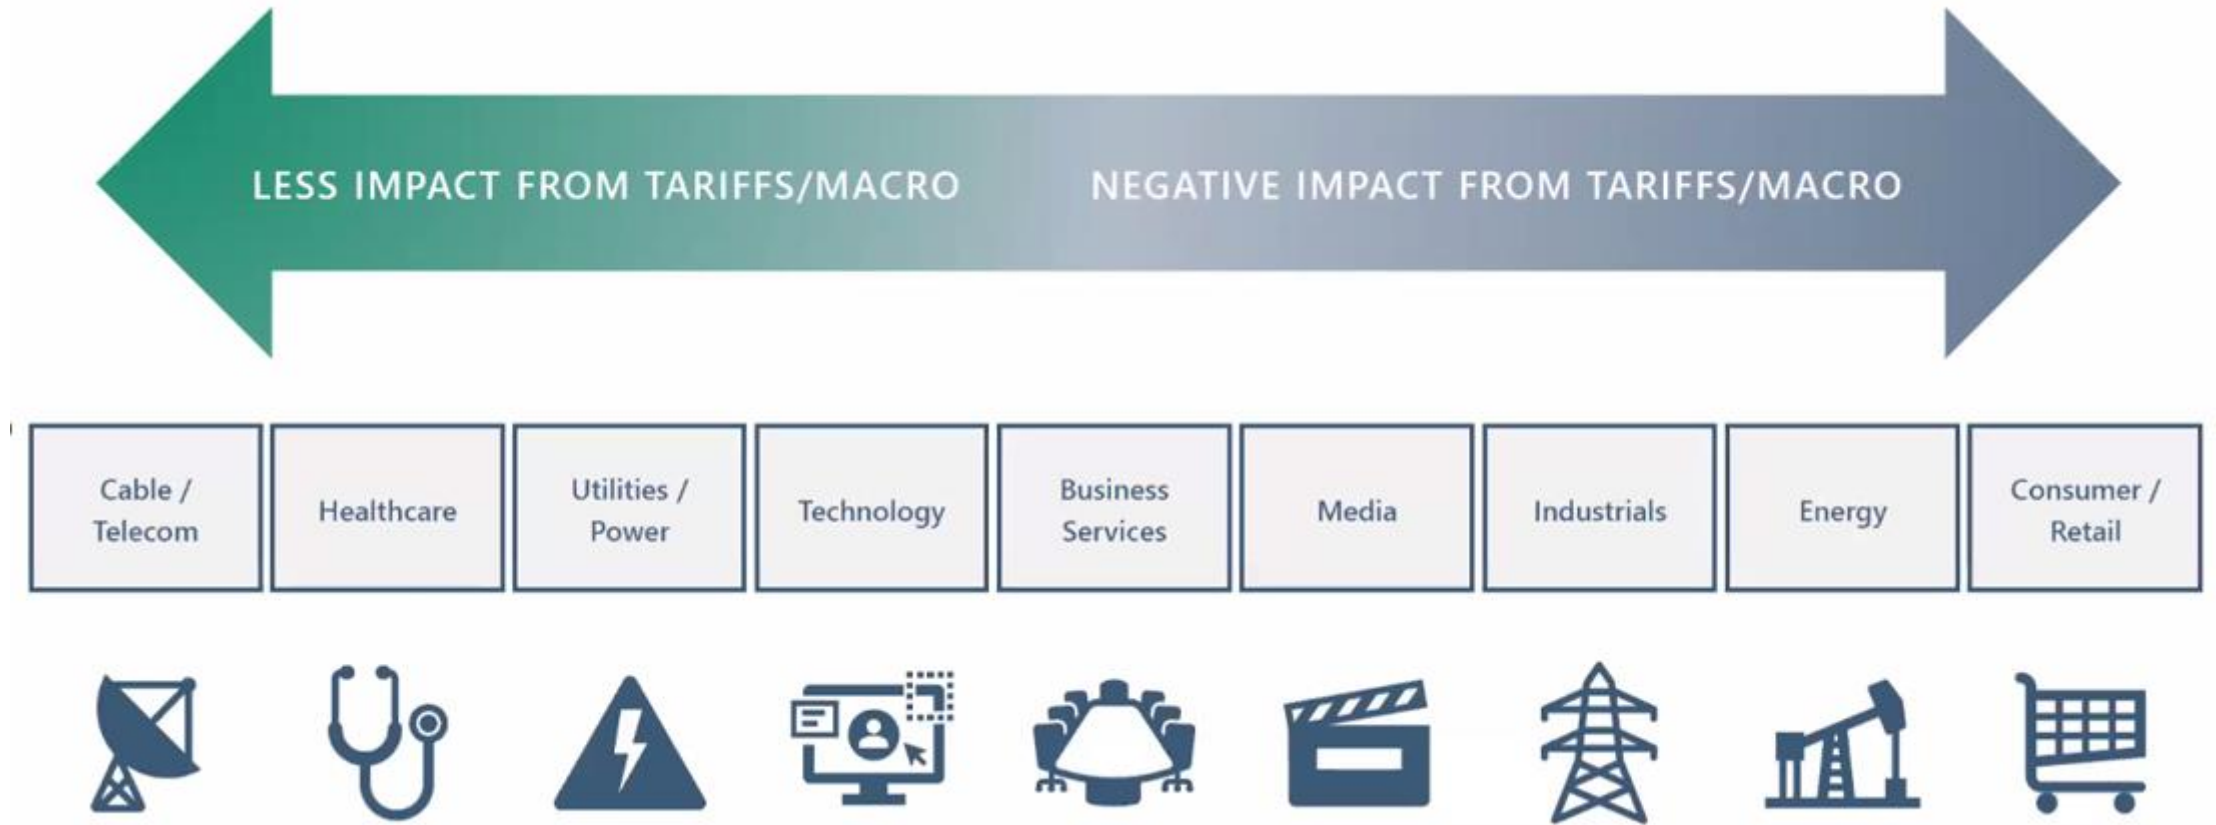 LESS IMPACT FROM TARIFFS/MACRO
NEGATIVE IMPACT FROM TARIFFS/MACRO
Cable /
Telecom
Healthcare
Utilities /
Power
Technology
Business
Services
Media
Industrials
Energy
Consumer /
Retail